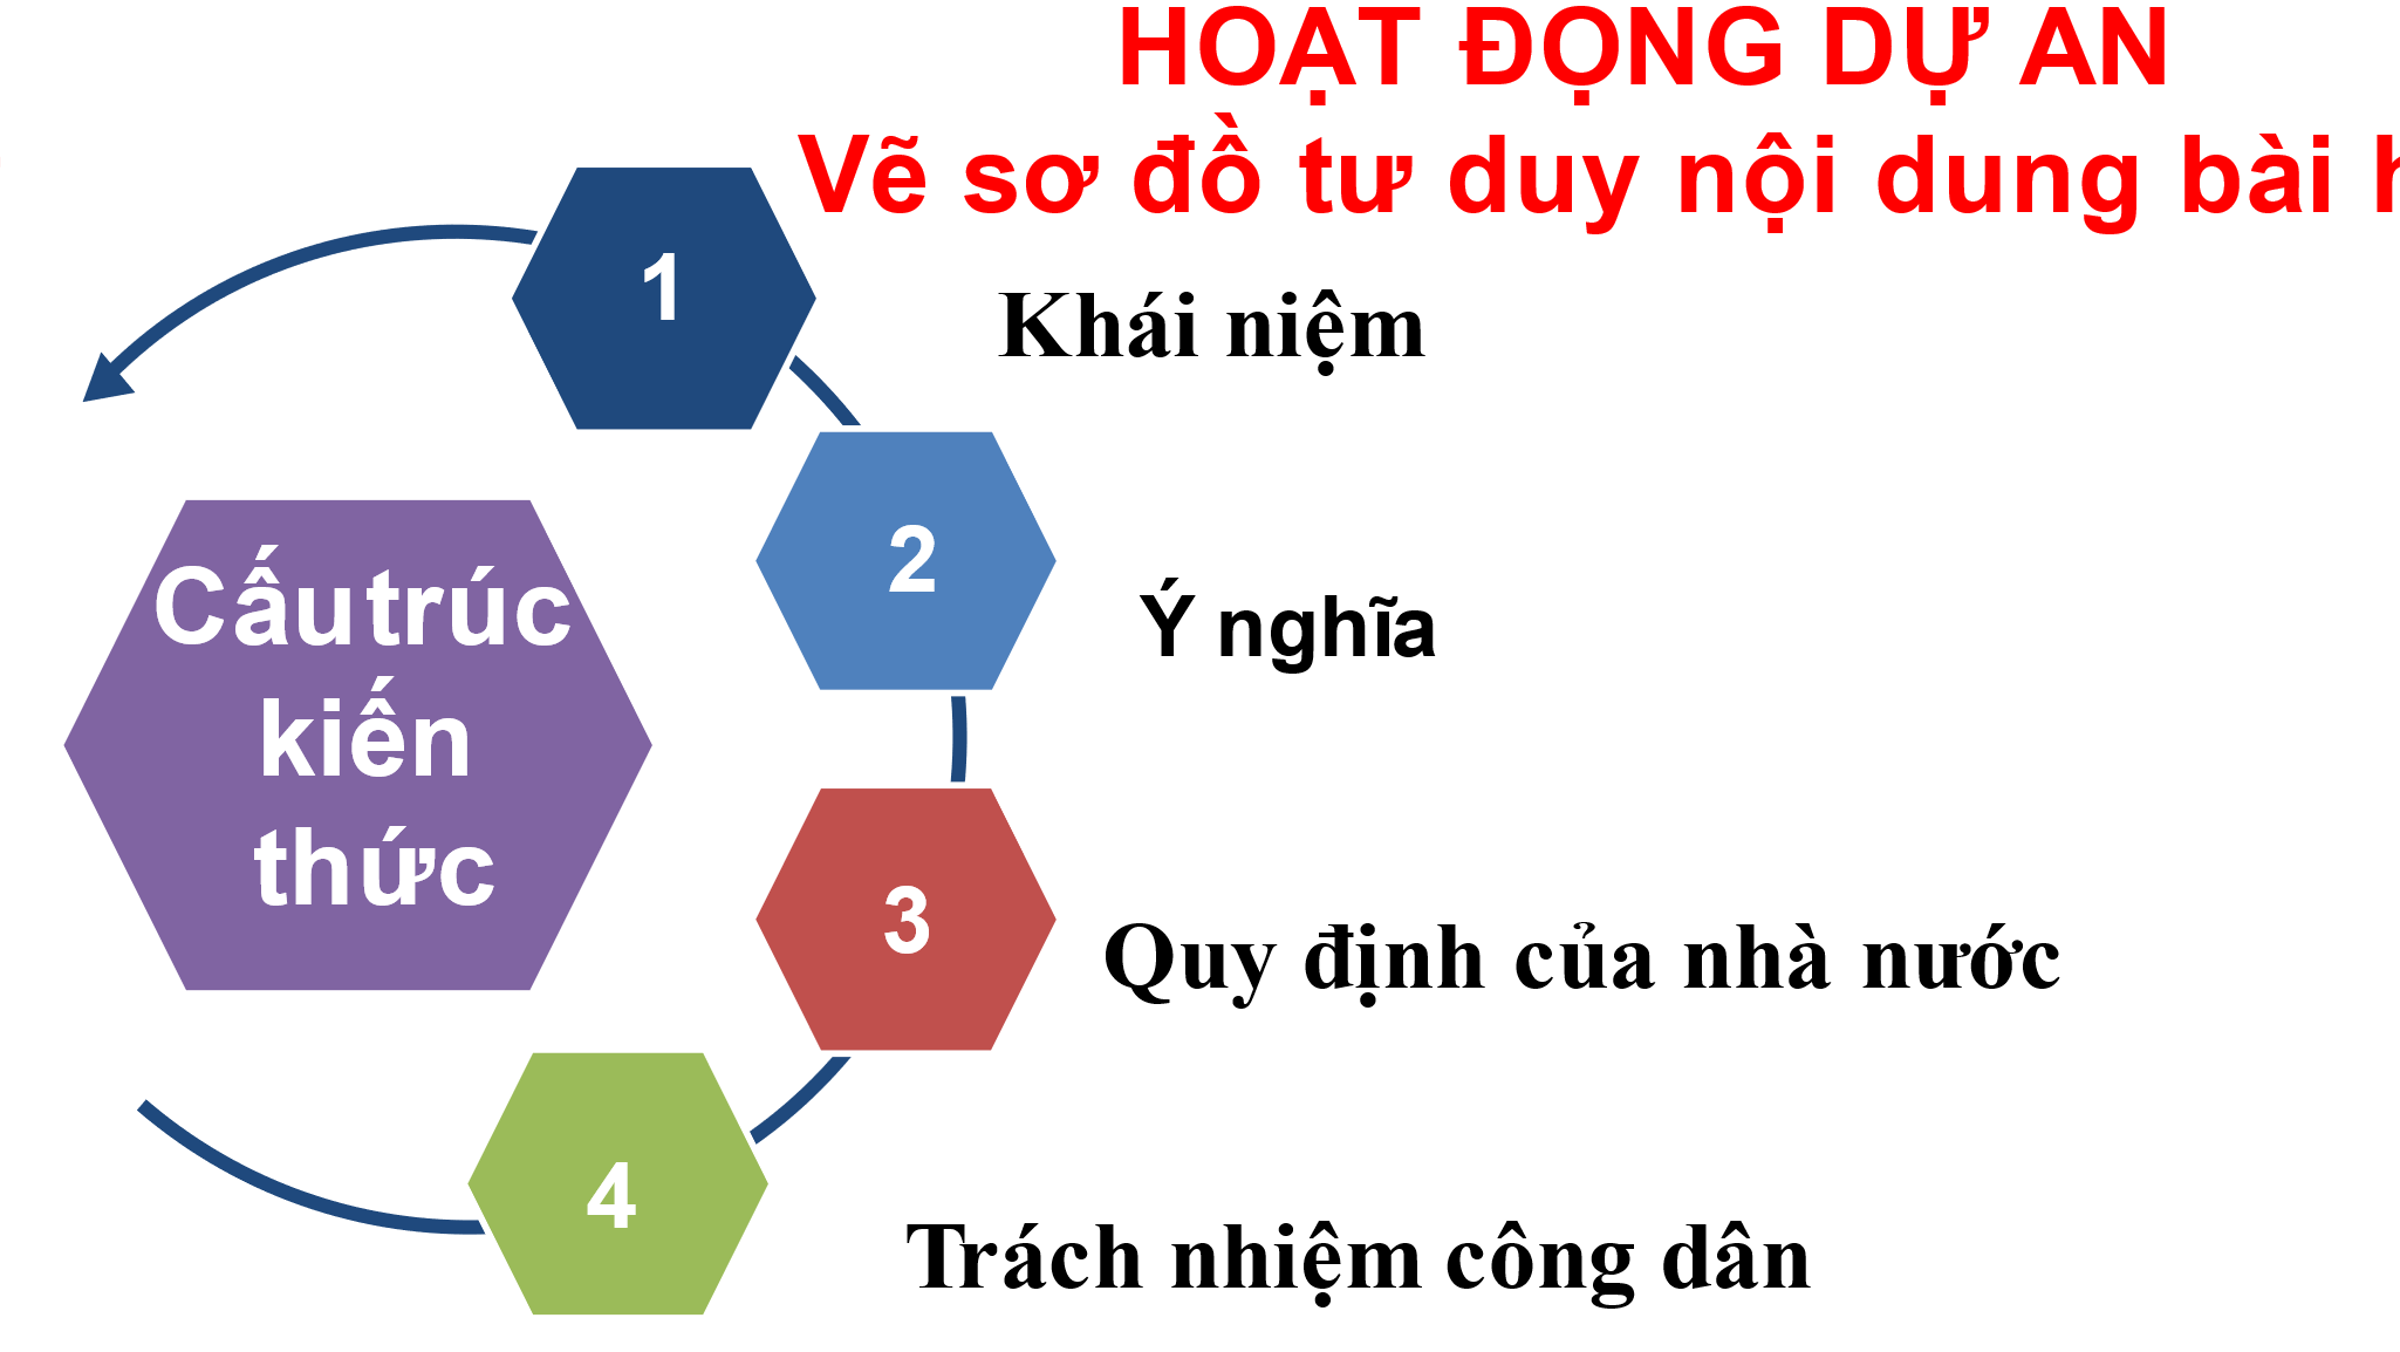 HOẠT ĐỘNG DỰ ÁN
Vẽ sơ đồ tư duy nội dung bài h
1
Khái niệm
2
Ý nghĩa
Cấu trúc
kiến
thức
3
Quy định của nhà nước
4
Trách nhiệm công dân